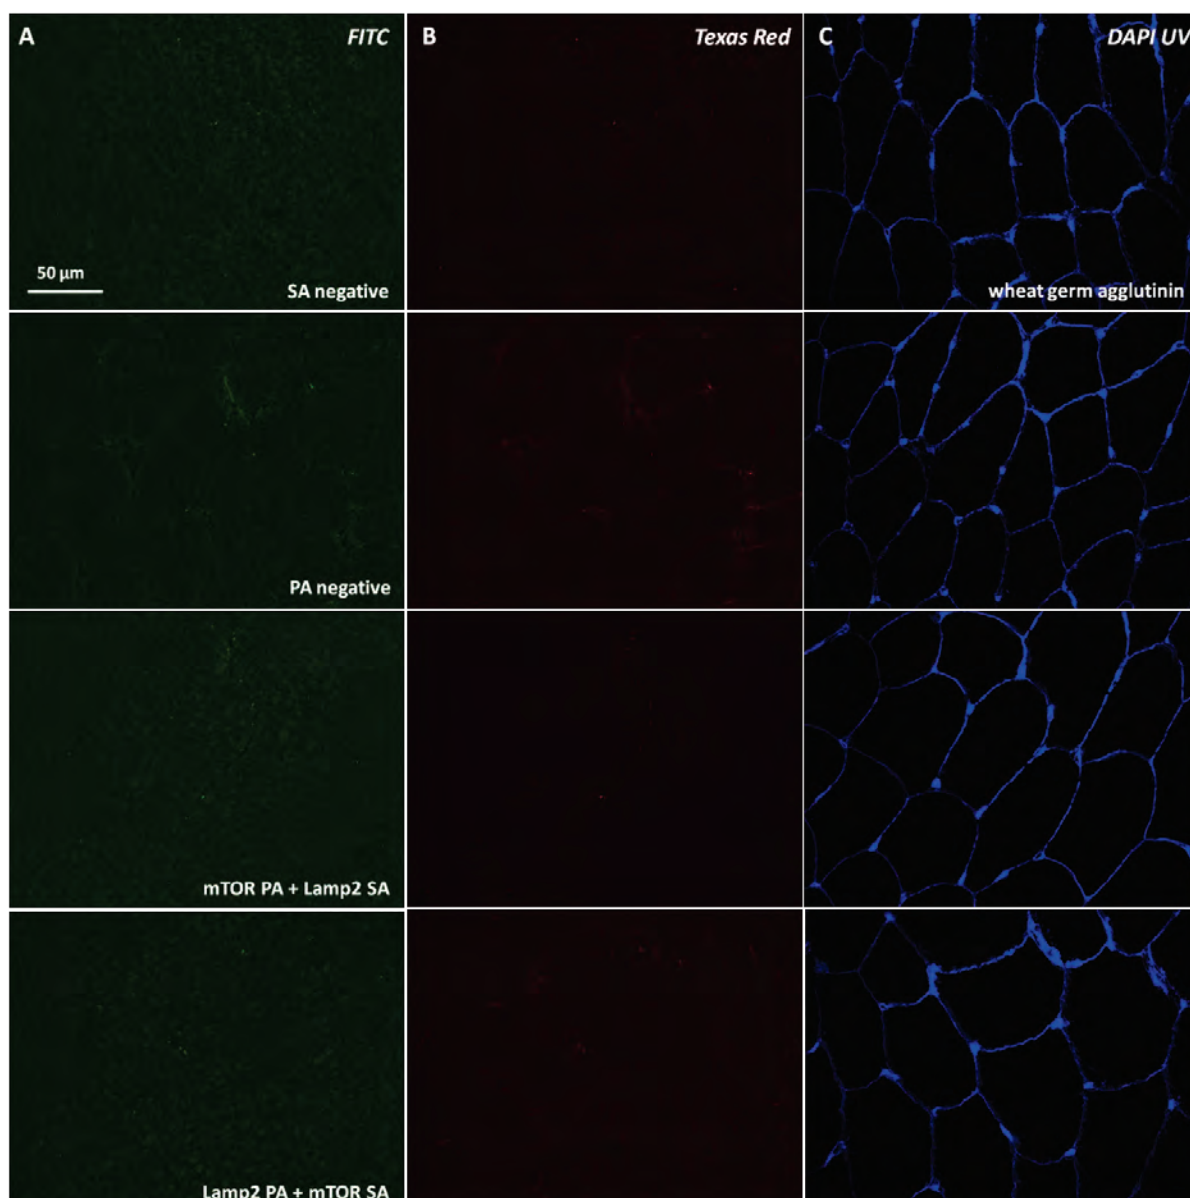 A
FITC
B
Texas Red
C
DAPI UV
50 µm
SA negative
wheat germ agglutinin
PA negative
mTOR PA + Lamp2 SA
Lamp2 PA + mTOR SA